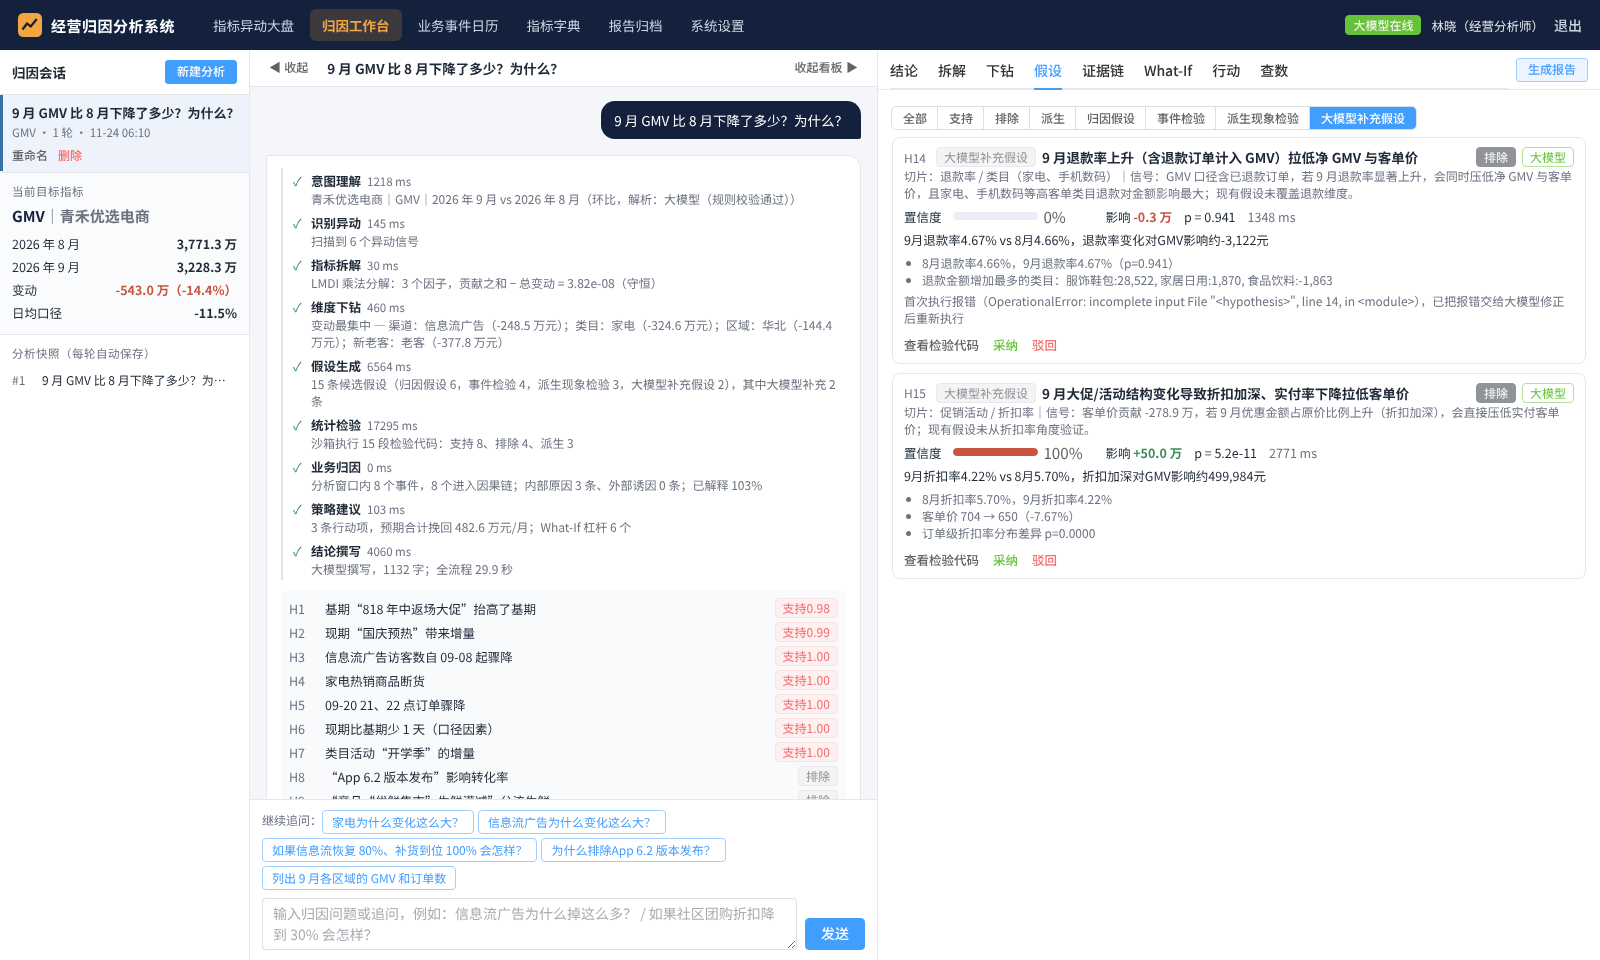 经营归因分析系统 指标异动大盘 归因工作台 业务事件日历 指标字典 报告归档 系统设置 大模型在线 林晓（经营分析师） 退出
归因会话 新建分析
9 月 GMV 比 8 月下降了多少？为什么？
GMV · 1 轮 · 11-24 06:10
重命名 删除
当前目标指标
GMV | 青禾优选电商
2026 年 8 月 3,771.3 万
2026 年 9 月 3,228.3 万
变动 -543.0 万（-14.4%）
日均口径 -11.5%
分析快照（每轮自动保存）
#1 9 月 GMV 比 8 月下降了多少？为…
◀ 收起 9 月 GMV 比 8 月下降了多少？为什么？ 收起看板 ▶
9 月 GMV 比 8 月下降了多少？为什么？
✓ 意图理解 1218 ms
青禾优选电商｜GMV｜2026 年 9 月 vs 2026 年 8 月（环比，解析：大模型（规则校验通过））
✓ 识别异动 145 ms
扫描到 6 个异动信号
✓ 指标拆解 30 ms
LMDI 乘法分解：3 个因子，贡献之和 − 总变动 = 3.82e-08（守恒）
✓ 维度下钻 460 ms
变动最集中 — 渠道：信息流广告（-248.5 万元）；类目：家电（-324.6 万元）；区域：华北（-144.4
万元）；新老客：老客（-377.8 万元）
✓ 假设生成 6564 ms
15 条候选假设（归因假设 6，事件检验 4，派生现象检验 3，大模型补充假设 2），其中大模型补充 2
条
✓ 统计检验 17295 ms
沙箱执行 15 段检验代码：支持 8、排除 4、派生 3
✓ 业务归因 0 ms
分析窗口内 8 个事件，8 个进入因果链；内部原因 3 条、外部诱因 0 条；已解释 103%
✓ 策略建议 103 ms
3 条行动项，预期合计挽回 482.6 万元/月；What-If 杠杆 6 个
✓ 结论撰写 4060 ms
大模型撰写，1132 字；全流程 29.9 秒
H1 基期“818 年中返场大促”抬高了基期 支持0.98
H2 现期“国庆预热”带来增量 支持0.99
H3 信息流广告访客数自 09-08 起骤降 支持1.00
H4 家电热销商品断货 支持1.00
H5 09-20 21、22 点订单骤降 支持1.00
H6 现期比基期少 1 天（口径因素） 支持1.00
H7 类目活动“开学季”的增量 支持1.00
H8 “App 6.2 版本发布”影响转化率 排除
继续追问： 家电为什么变化这么大？ 信息流广告为什么变化这么大？
如果信息流恢复 80%、补货到位 100% 会怎样？ 为什么排除App 6.2 版本发布？
列出 9 月各区域的 GMV 和订单数
输入归因问题或追问，例如：信息流广告为什么掉这么多？ / 如果社区团购折扣降
到 30% 会怎样？
发送
结论 拆解 下钻 假设 证据链 What-If 行动 查数 生成报告
全部 支持 排除 派生 归因假设 事件检验 派生现象检验 大模型补充假设
H14 大模型补充假设 9 月退款率上升（含退款订单计入 GMV）拉低净 GMV 与客单价 排除 大模型
切片：退款率 / 类目（家电、手机数码）｜信号：GMV 口径含已退款订单，若 9 月退款率显著上升，会同时压低净 GMV 与客单
价，且家电、手机数码等高客单类目退款对金额影响最大；现有假设未覆盖退款维度。
置信度 0% 影响 -0.3 万 p = 0.941 1348 ms
9月退款率4.67% vs 8月4.66%，退款率变化对GMV影响约-3,122元
• 8月退款率4.66%，9月退款率4.67%（p=0.941）
• 退款金额增加最多的类目：服饰鞋包:28,522, 家居日用:1,870, 食品饮料:-1,863
首次执行报错（OperationalError: incomplete input File "<hypothesis>", line 14, in <module>），已把报错交给大模型修正
后重新执行
查看检验代码 采纳 驳回
H15 大模型补充假设 9 月大促/活动结构变化导致折扣加深、实付率下降拉低客单价 排除 大模型
切片：促销活动 / 折扣率｜信号：客单价贡献 -278.9 万，若 9 月优惠金额占原价比例上升（折扣加深），会直接压低实付客单
价；现有假设未从折扣率角度验证。
置信度 100% 影响 +50.0 万 p = 5.2e-11 2771 ms
9月折扣率4.22% vs 8月5.70%，折扣加深对GMV影响约499,984元
• 8月折扣率5.70%，9月折扣率4.22%
• 客单价 704 → 650（-7.67%）
• 订单级折扣率分布差异 p=0.0000
查看检验代码 采纳 驳回